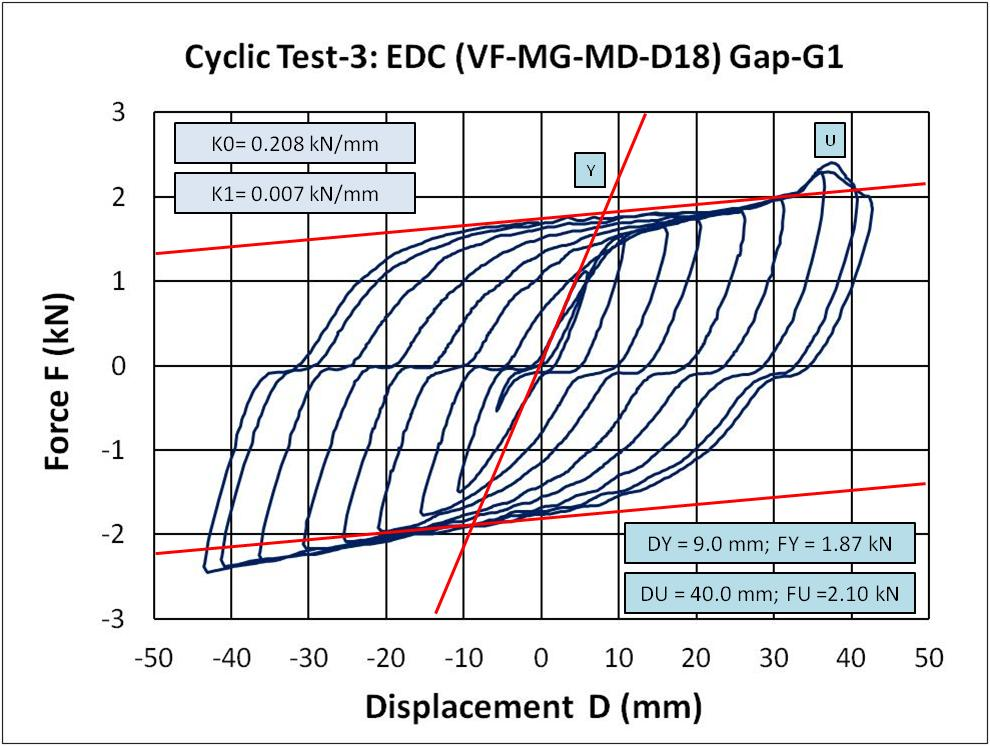 Cyclic Test-3: EDC (VF-MG-MD-D18) Gap-G1
K0= 0.208 kN/mm
K1= 0.007 kN/mm
Y
U
3
2
1
0
-1
-2
-3
Force F (kN)
DY = 9.0 mm; FY = 1.87 kN
DU = 40.0 mm; FU =2.10 kN
-50 -40 -30 -20 -10 0 10 20 30 40 50
Displacement D (mm)